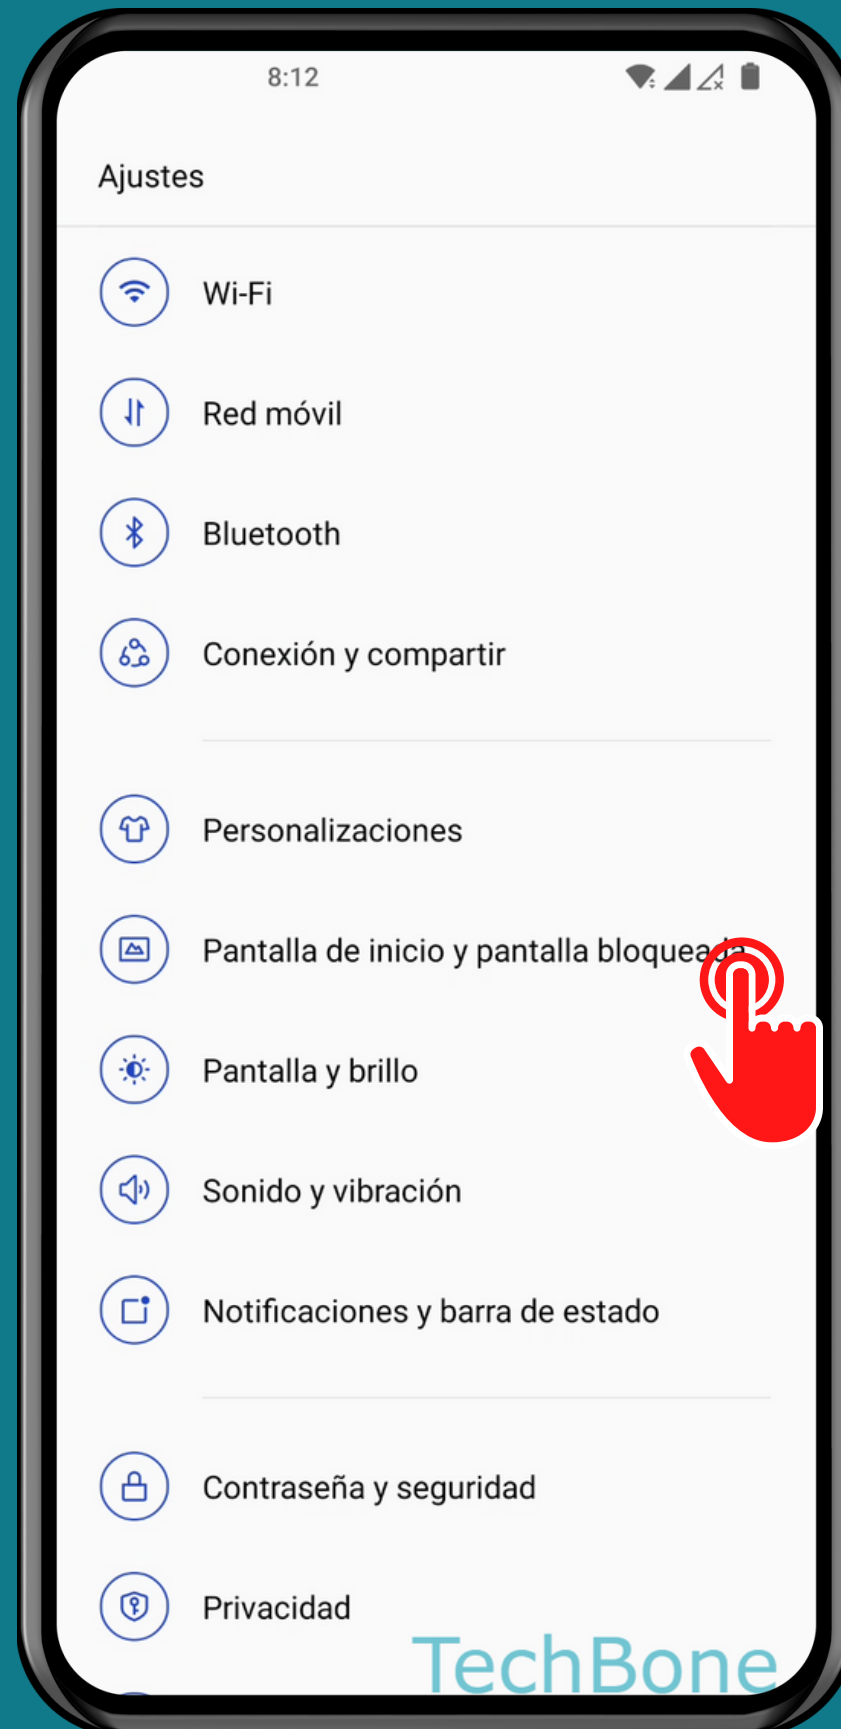 8:12
Ajustes
Wi-Fi
Red móvil
Bluetooth
Conexión y compartir
Personalizaciones
Pantalla de inicio y pantalla bloqueada
Pantalla y brillo
Sonido y vibración
Notificaciones y barra de estado
Contraseña y seguridad
Privacidad
TechBone